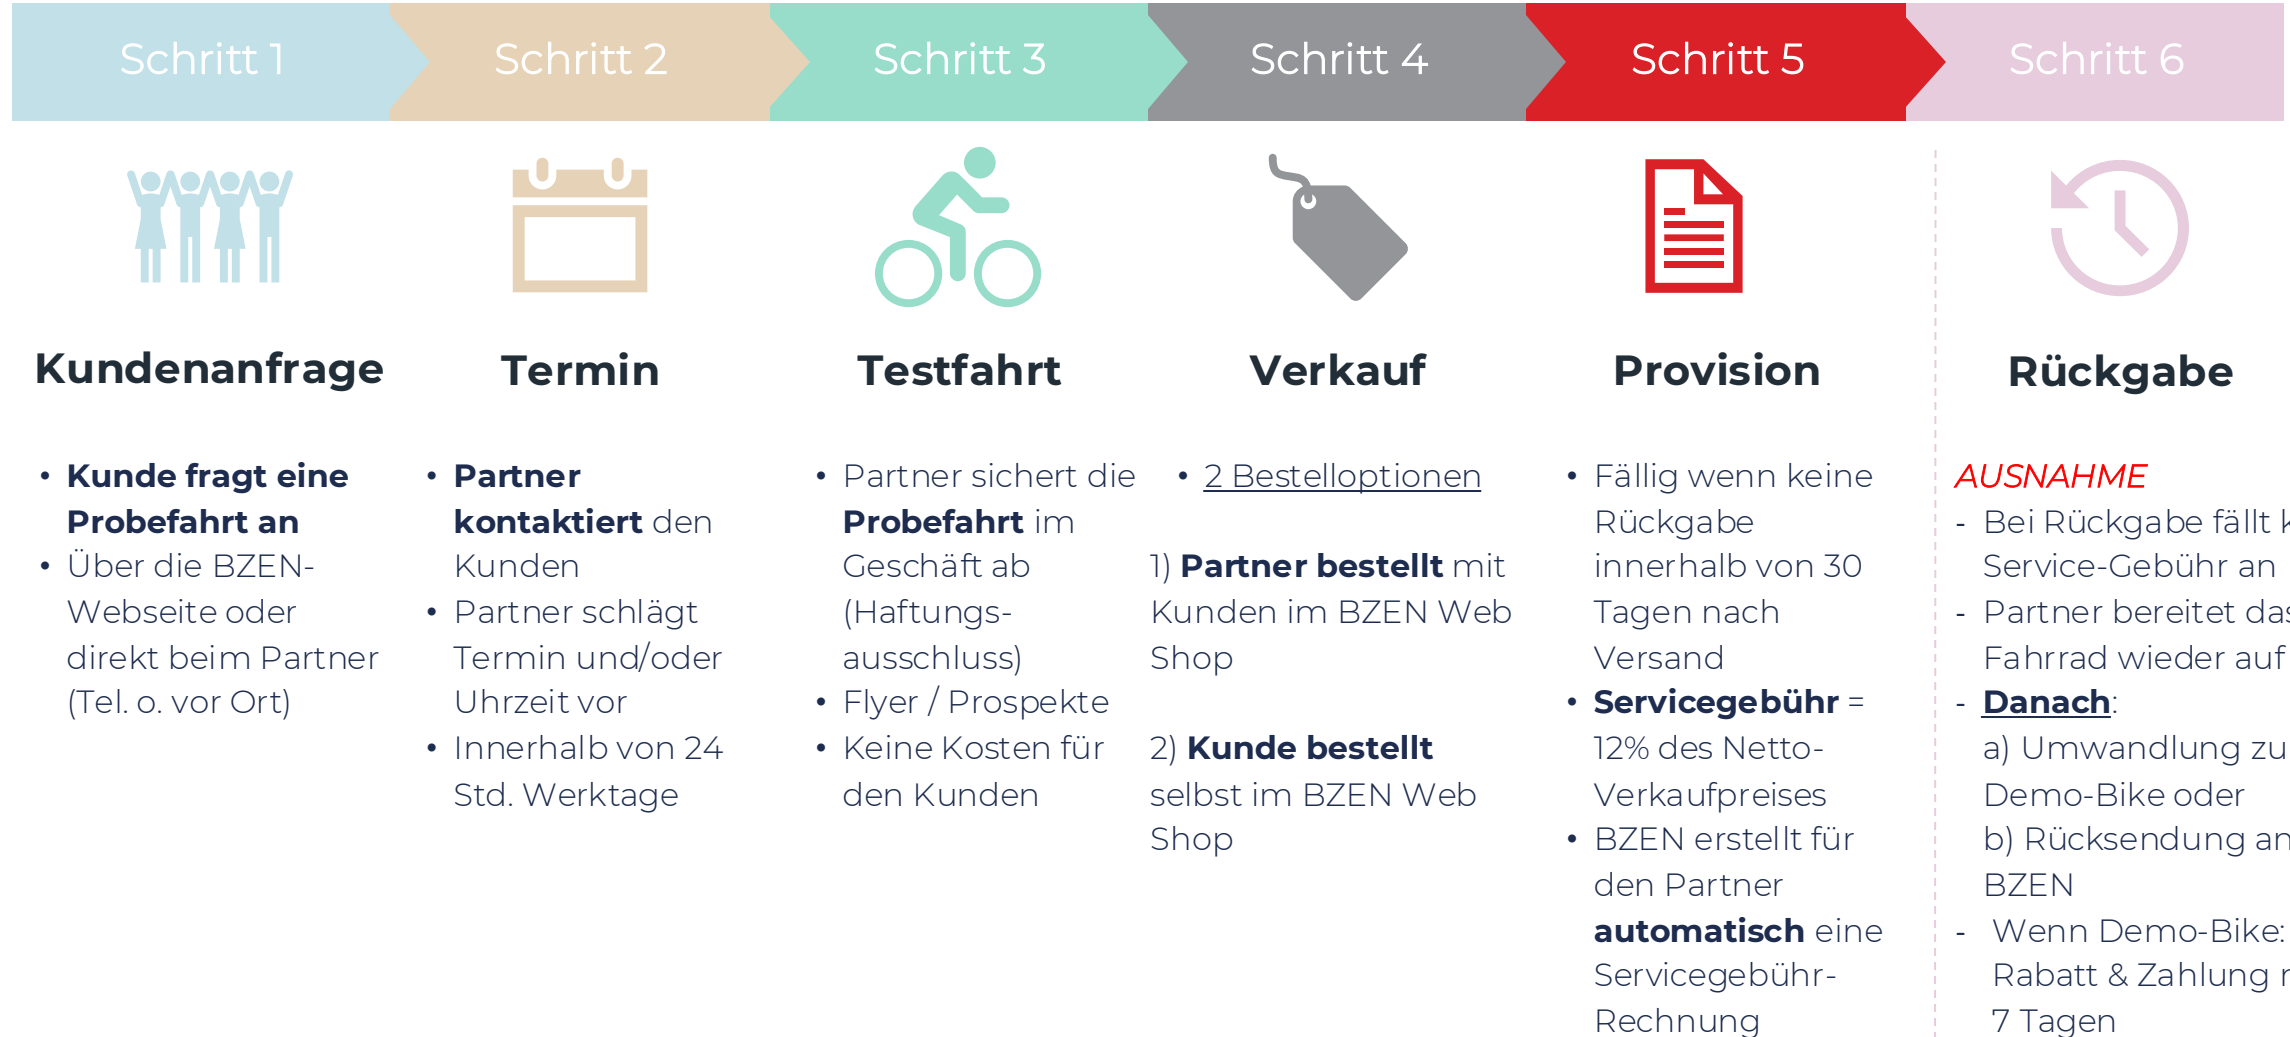 Schritt 1
Schritt 2
Schritt 3
Schritt 4
Schritt 5
Schritt 6
Kundenanfrage
Termin
Testfahrt
Verkauf
Provision
Rückgabe
• Kunde fragt eine
Probefahrt an
• Über die BZEN-
Webseite oder
direkt beim Partner
(Tel. o. vor Ort)
• Partner
kontaktiert den
Kunden
• Partner schlägt
Termin und/oder
Uhrzeit vor
• Innerhalb von 24
Std. Werktage
• Partner sichert die
Probefahrt im
Geschäft ab
(Haftungs-
ausschluss)
• Flyer / Prospekte
• Keine Kosten für
den Kunden
• 2 Bestelloptionen
1) Partner bestellt mit
Kunden im BZEN Web
Shop
2) Kunde bestellt
selbst im BZEN Web
Shop
• Fällig wenn keine
Rückgabe
innerhalb von 30
Tagen nach
Versand
• Servicegebühr =
12% des Netto-
Verkaufpreises
• BZEN erstellt für
den Partner
automatisch eine
Servicegebühr-
Rechnung
AUSNAHME
- Bei Rückgabe fällt
Service-Gebühr an
- Partner bereitet das
Fahrrad wieder auf
- Danach:
a) Umwandlung zu
Demo-Bike oder
b) Rücksendung an
BZEN
- Wenn Demo-Bike:
Rabatt & Zahlung
7 Tagen